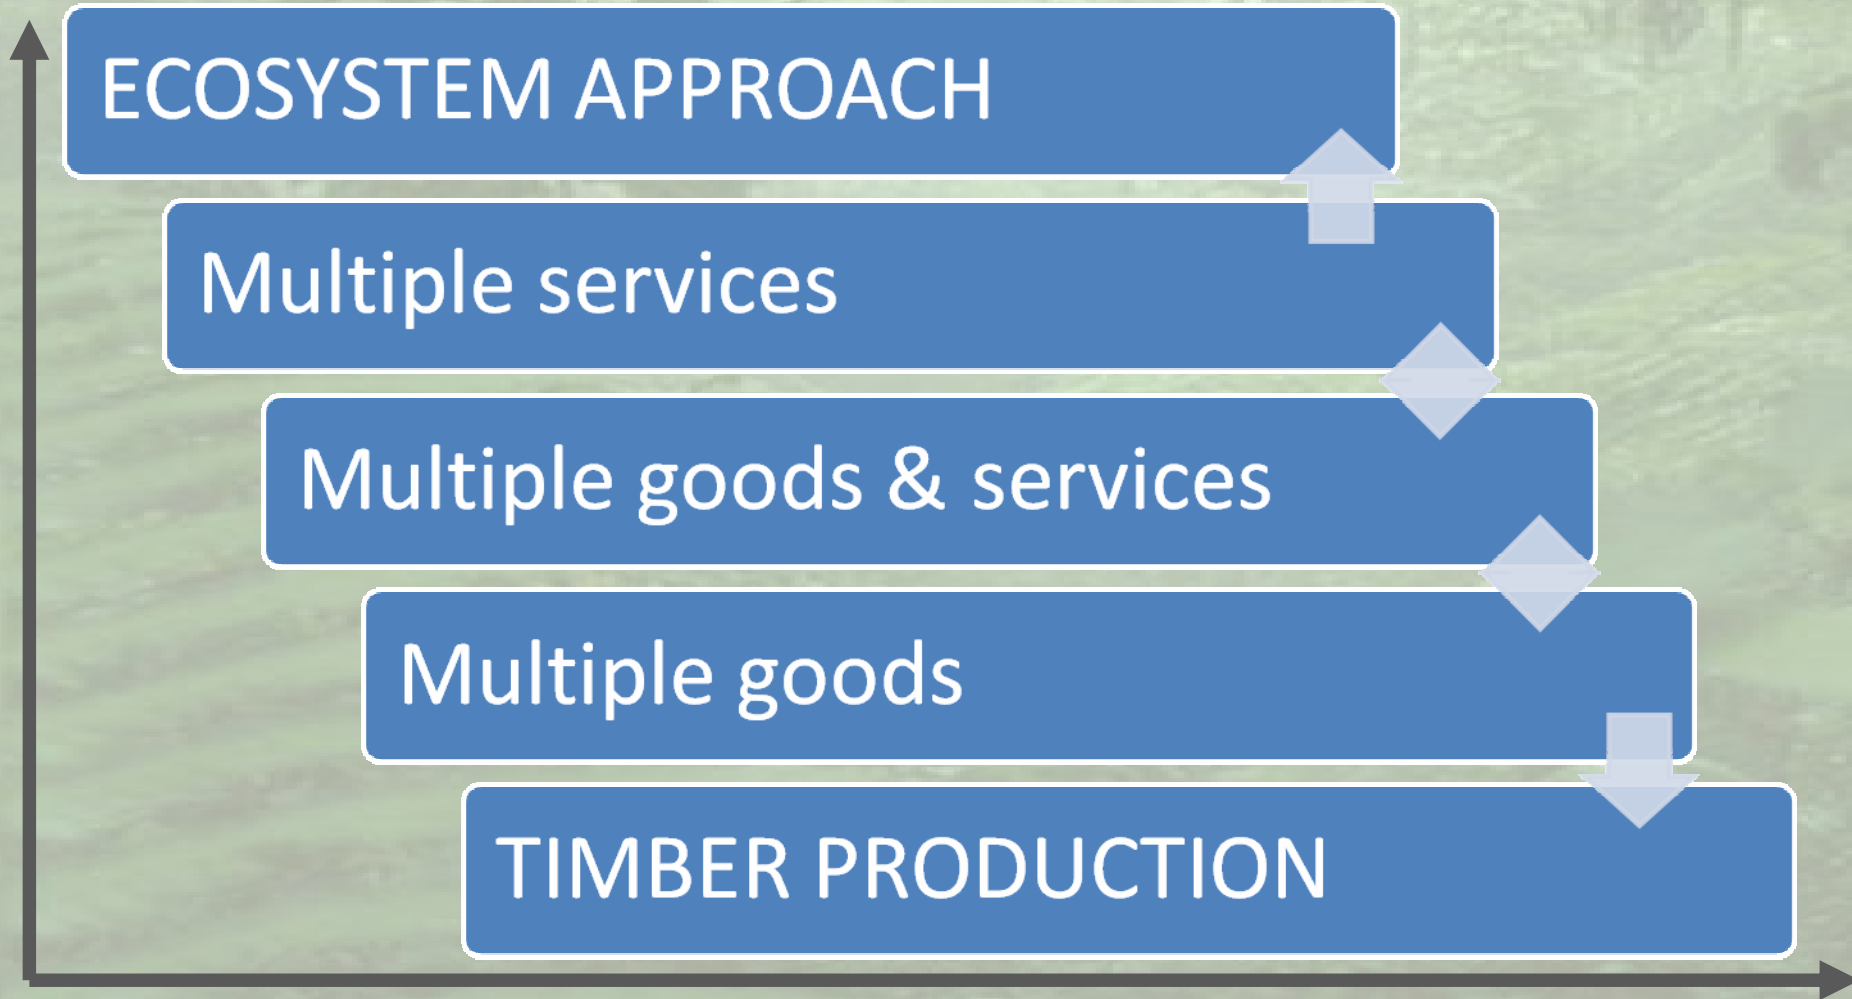 ECOSYSTEM APPROACH
Multiple services
Multiple goods & services
Multiple goods
TIMBER PRODUCTION